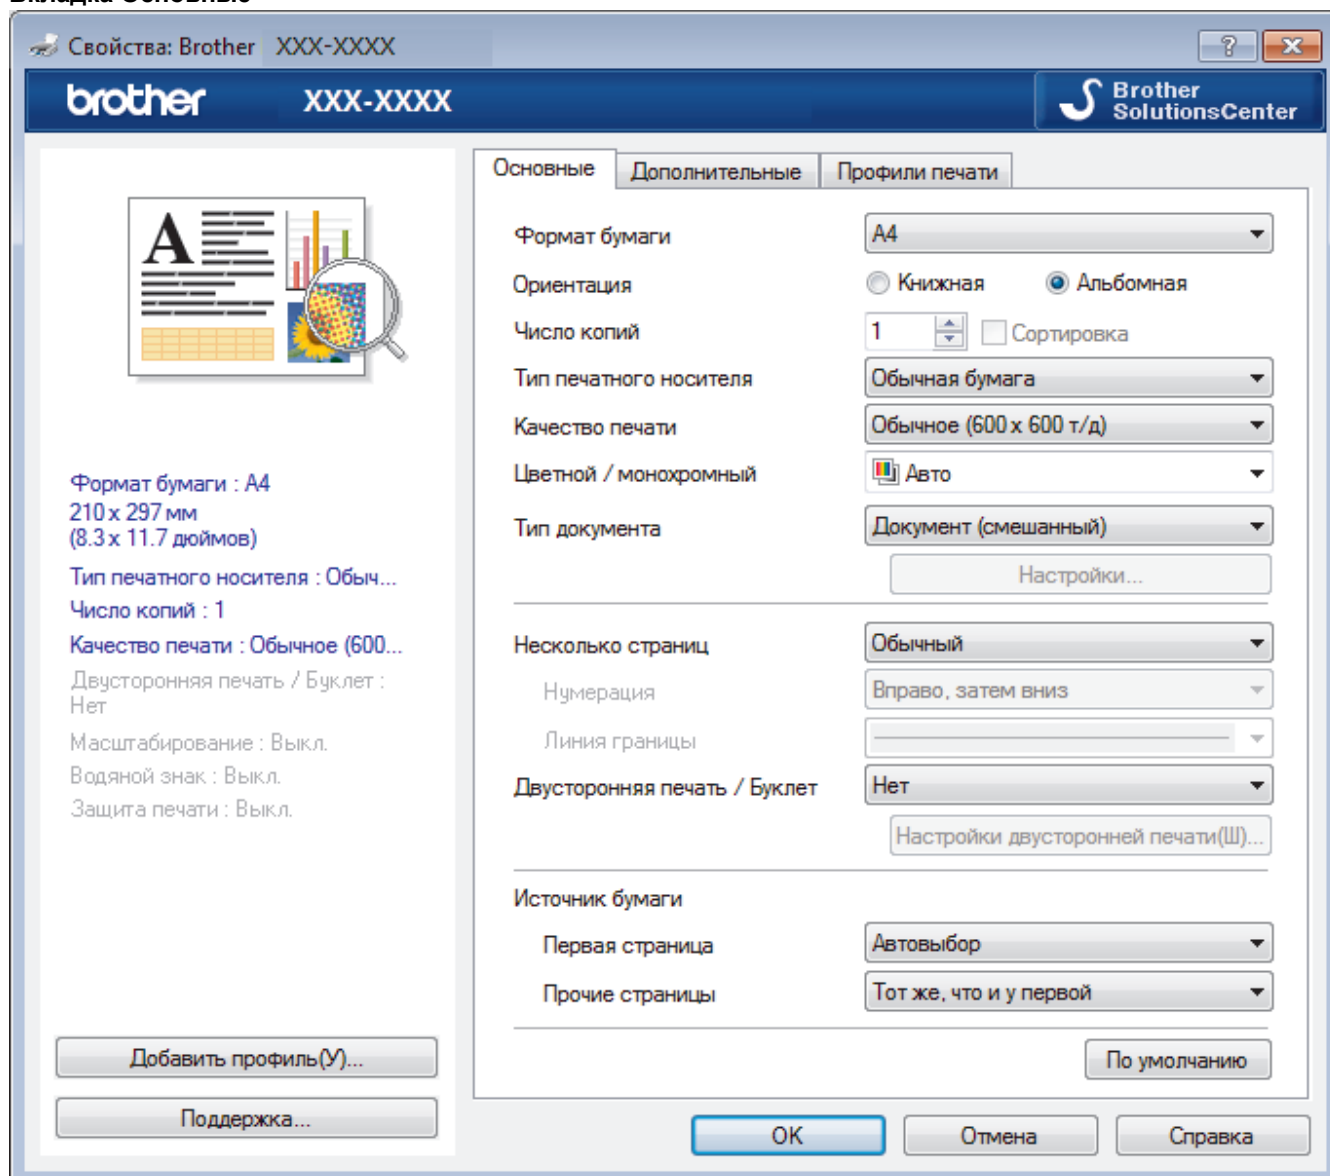 Вкладка Основные
Свойства: Brother XXX-XXXX
brother XXX-XXXX
Brother
SolutionsCenter
A
Формат бумаги : A4
210 x 297 мм
(8.3 x 11.7 дюймов)
Тип печатного носителя : Обыч...
Число копий : 1
Качество печати : Обычное (600...
Двусторонняя печать / Буклет :
Нет
Масштабирование : Выкл.
Водяной знак : Выкл.
Защита печати : Выкл.
Добавить профиль(У)...
Поддержка...
Основные Дополнительные Профили печати
Формат бумаги A4
Ориентация Книжная Альбомная
Число копий 1 Сортировка
Тип печатного носителя Обычная бумага
Качество печати Обычное (600 x 600 т/д)
Цветной / монохромный Авто
Тип документа Документ (смешанный)
Настройки...
Несколько страниц Обычный
Нумерация Вправо, затем вниз
Линия границы
Двусторонняя печать / Буклет Нет
Настройки двусторонней печати(Ш)...
Источник бумаги
Первая страница Автовыбор
Прочие страницы Тот же, что и у первой
По умолчанию
OK Отмена Справка